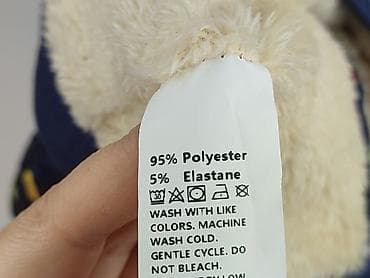 95% Polyester
5% Elastane
WASH WITH LIKE
COLORS. MACHINE
WASH COLD.
GENTLE CYCLE. DO
NOT BLEACH.